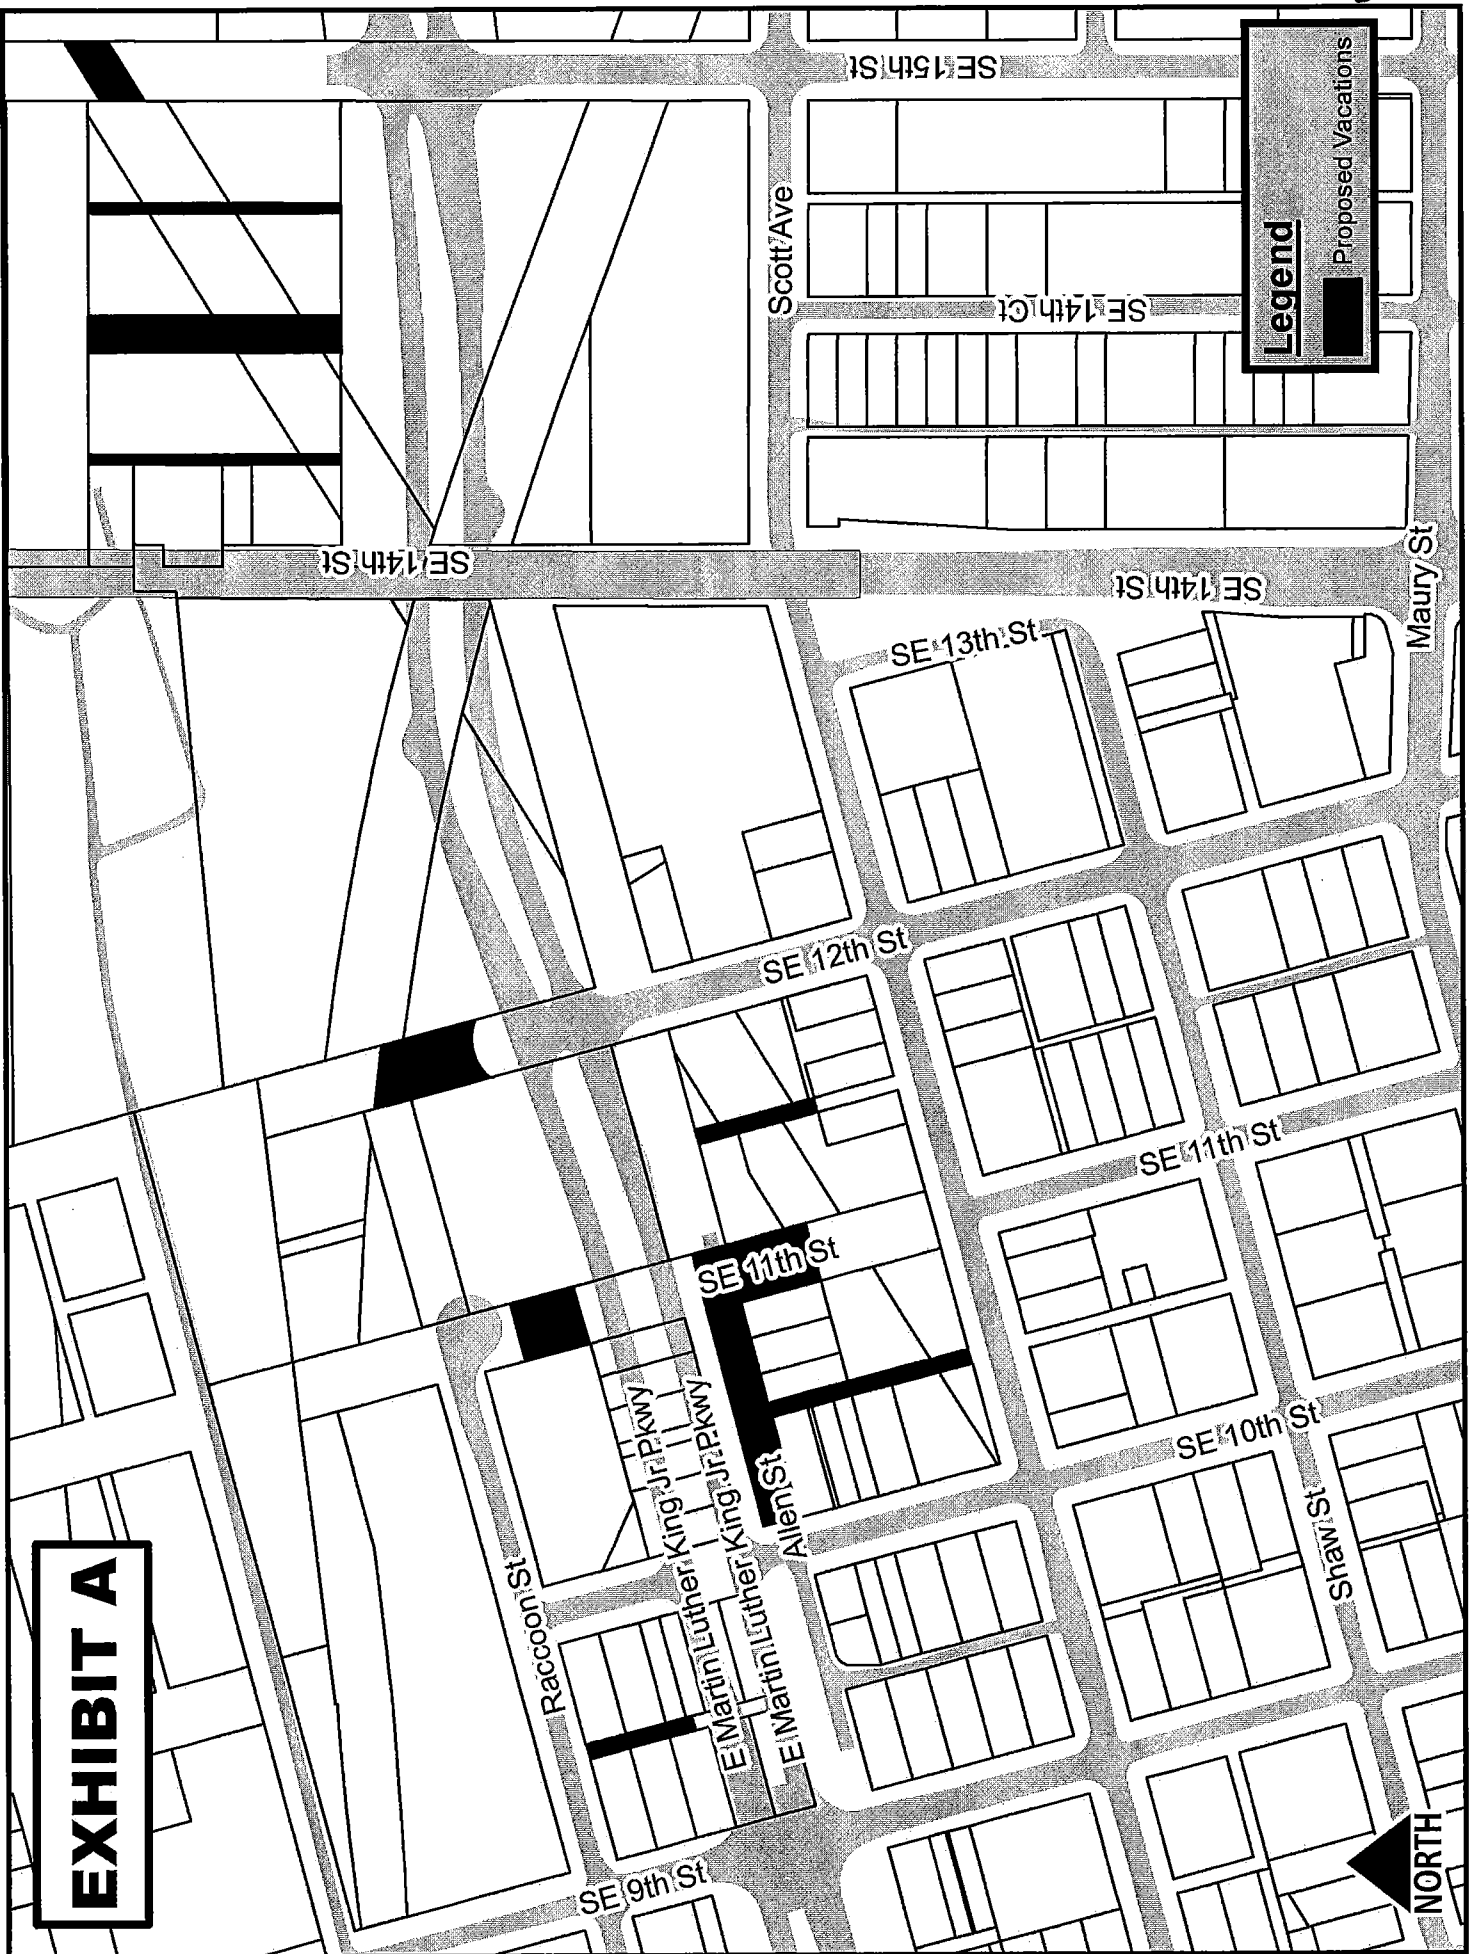 EXHIBIT A
SE 15th St
Scott Ave
SE 14th Ct
Legend
Proposed Vacations
SE 14th St
SE 14th St
Maury St
SE 13th St
SE 12th St
SE 11th St
SE 11th St
SE 10th St
E Martin Luther King Jr Pkwy
E Martin Luther King Jr Pkwy
Allen St
Raccoon St
Shaw St
SE 9th St
NORTH